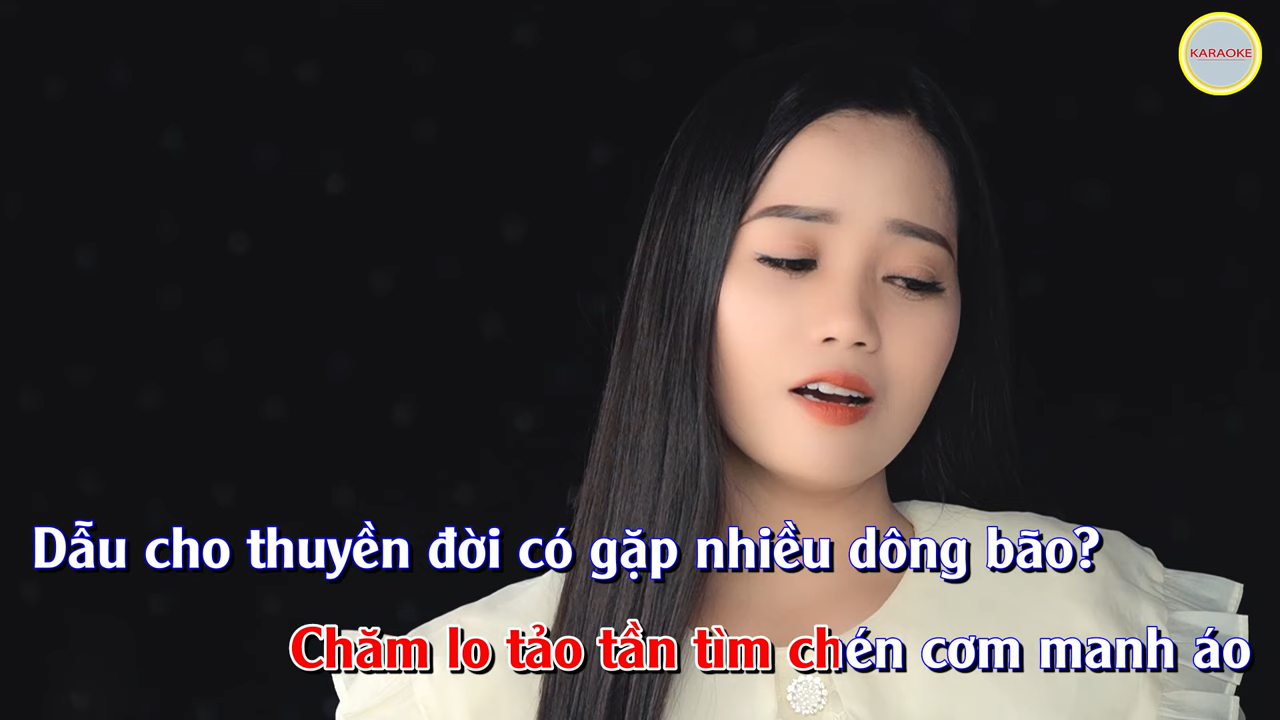 KARAOKE
Dẫu cho thuyền đời có gặp nhiều dông bão?
Chăm lo tảo tần tìm chén cơm manh áo